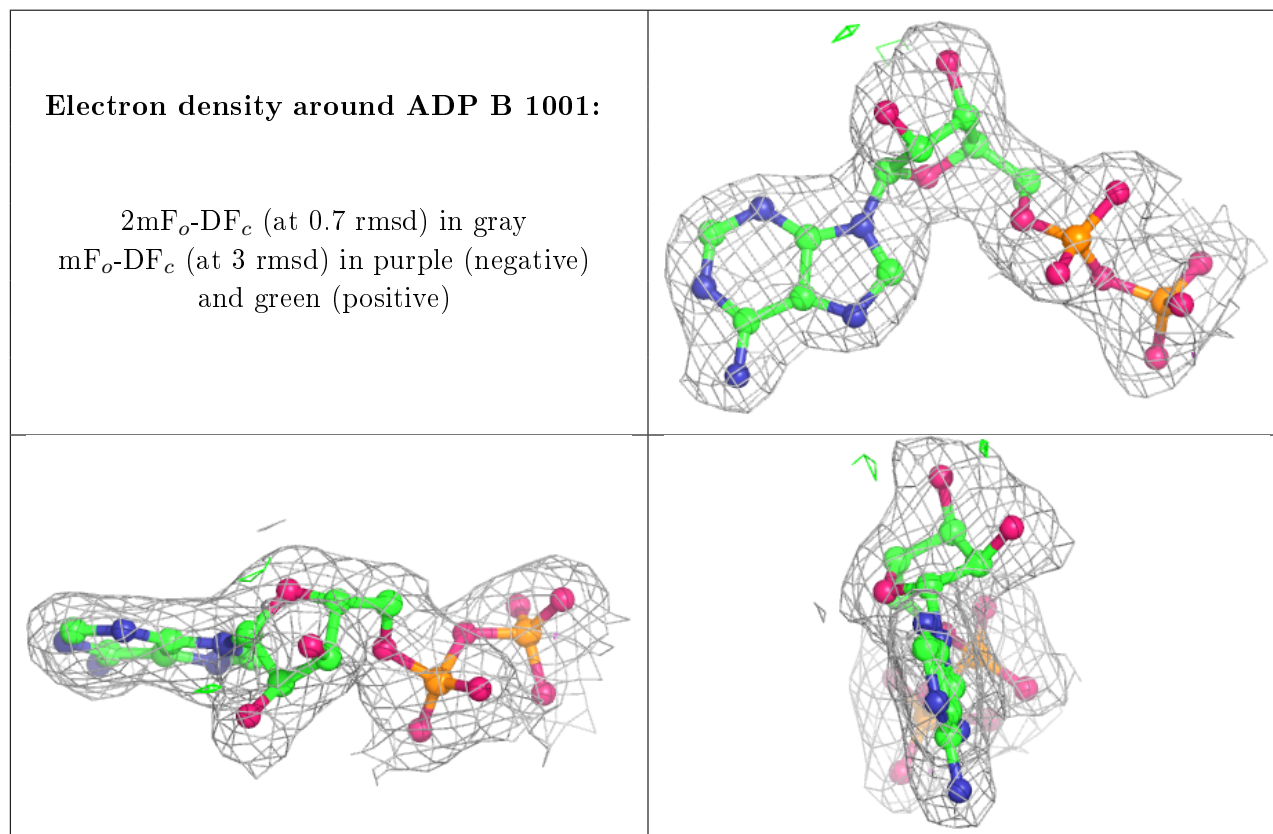 Electron density around ADP B 1001:
2mFₒ-DF𝒸 (at 0.7 rmsd) in gray
mFₒ-DF𝒸 (at 3 rmsd) in purple (negative)
and green (positive)